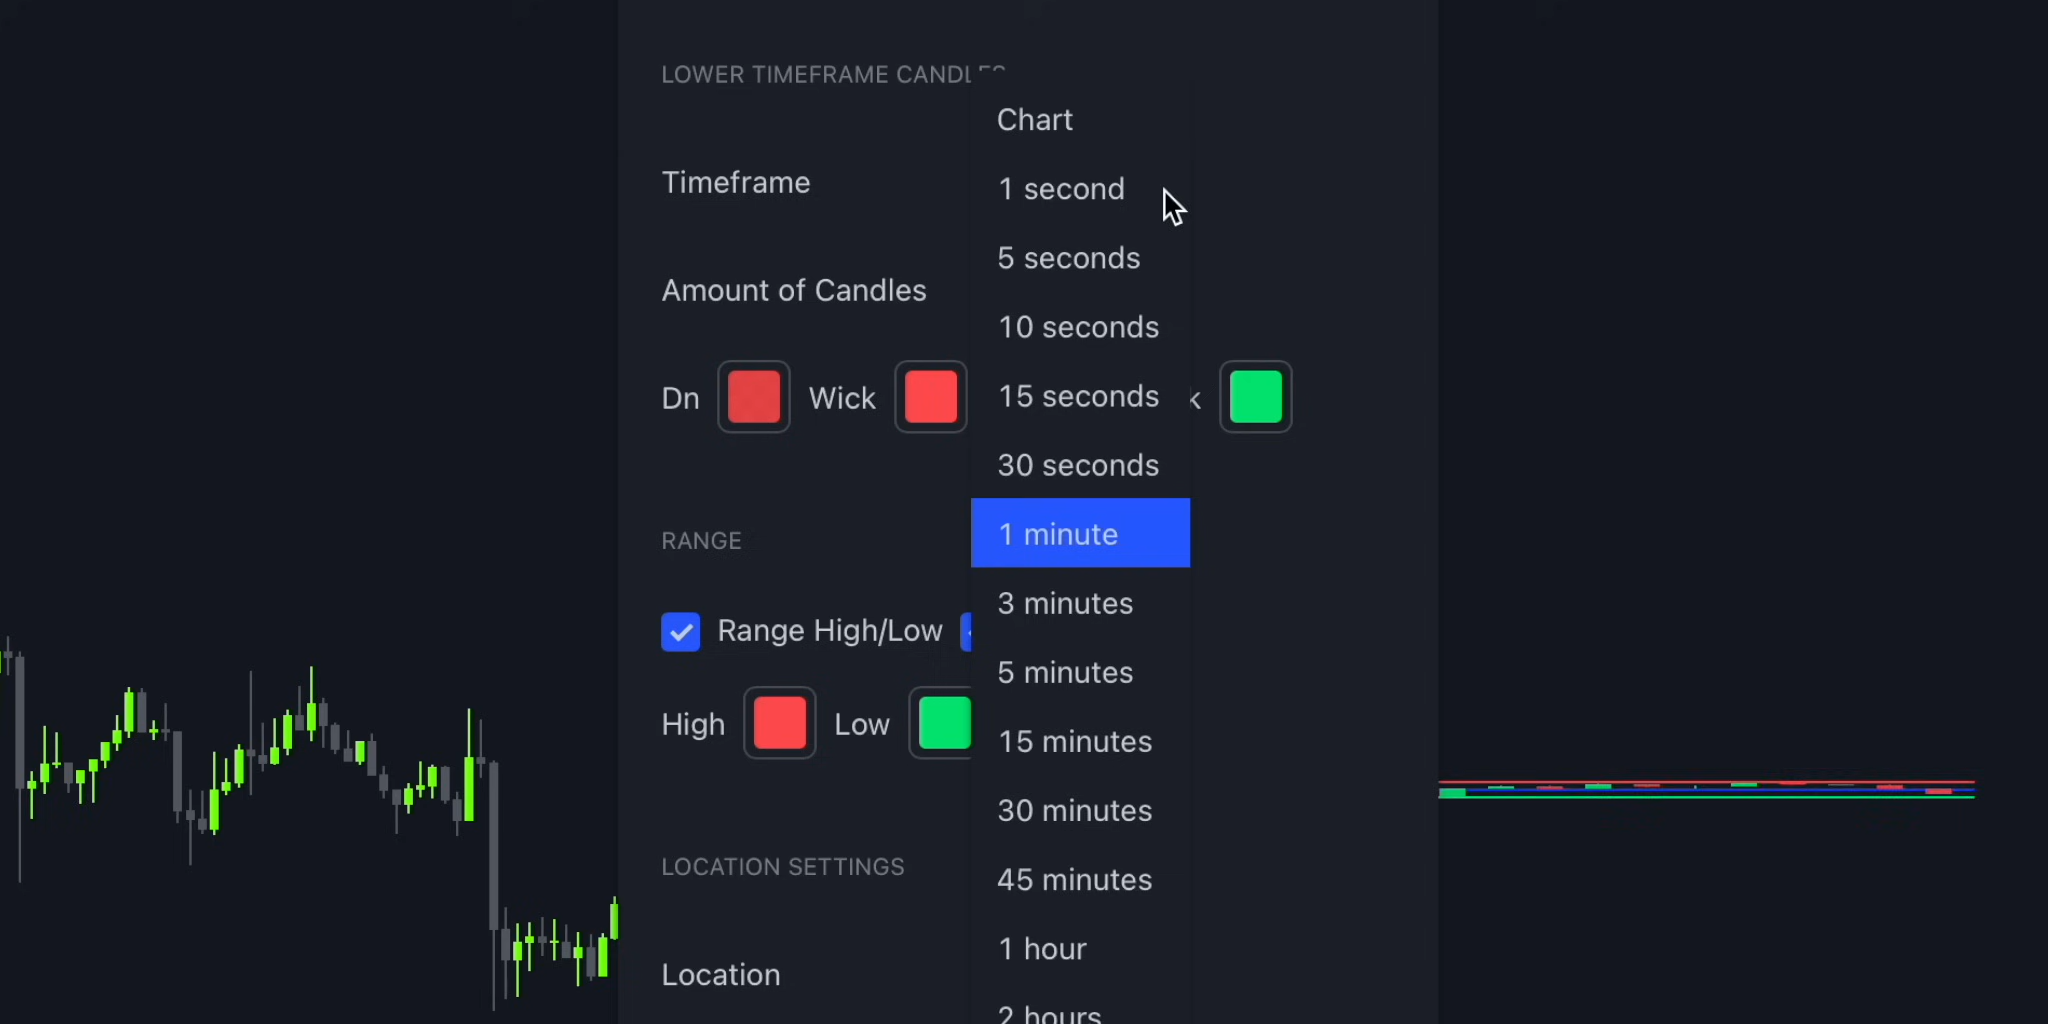 LOWER TIMEFRAME CANDLES
Chart
Timeframe
1 second
5 seconds
Amount of Candles
10 seconds
Dn Wick
15 seconds
k
30 seconds
RANGE
1 minute
3 minutes
Range High/Low
5 minutes
High Low
15 minutes
30 minutes
LOCATION SETTINGS
45 minutes
1 hour
Location
2 hours